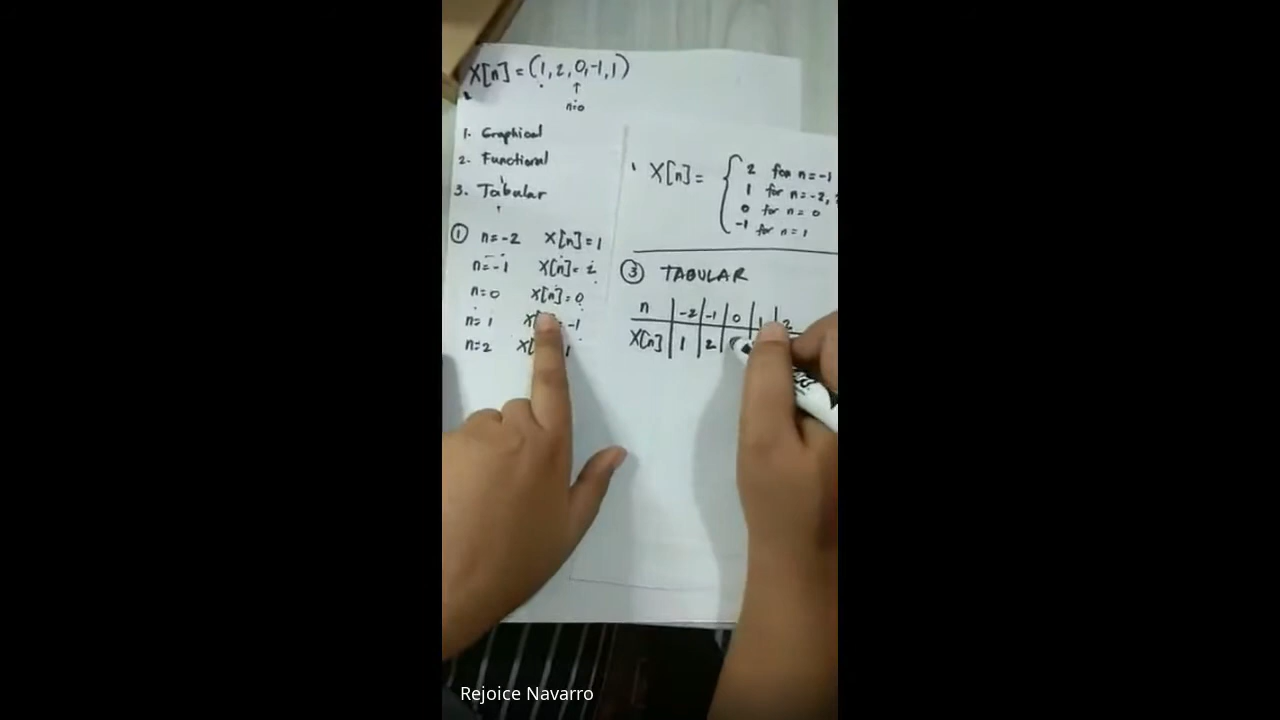 X[n] = (1, 2, 0, -1, 1)
↑
n=0
1. Graphical
2. Functional
3. Tabular
① n=-2 X[n]=1
n=-1 X[n]=2
n=0 X[n]=0
n=1 -1
n=2 1
X[n] = { 2 for n=-1
1 for n=-2,
0 for n=0
-1 for n=1
③ TABULAR
n | -2 | -1 | 0 | 1 | 2
X[n] | 1 | 2 |
Rejoice Navarro